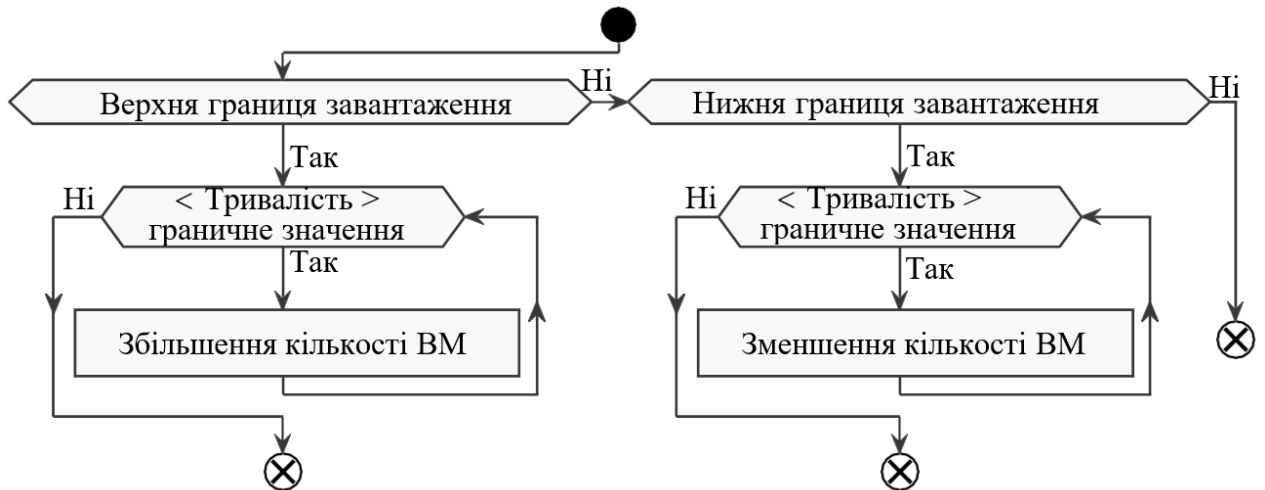 Верхня границя завантаження
Ні
Нижня границя завантаження
Ні
Так
Так
Ні
< Тривалість >
граничне значення
Ні
< Тривалість >
граничне значення
Так
Так
Збільшення кількості ВМ
Зменшення кількості ВМ